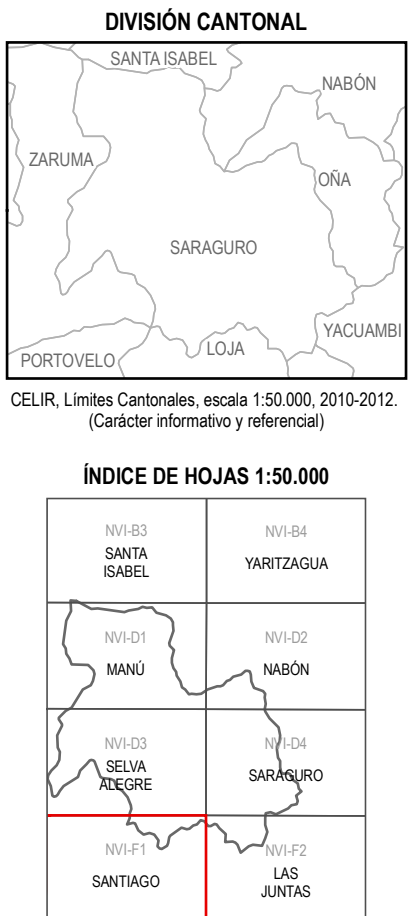 DIVISIÓN CANTONAL
SANTA ISABEL
NABÓN
ZARUMA
OÑA
SARAGURO
YACUAMBI
LOJA
PORTOVELO
CELIR, Límites Cantonales, escala 1:50.000, 2010-2012.
(Carácter informativo y referencial)
ÍNDICE DE HOJAS 1:50.000
NVI-B3
SANTA
ISABEL
NVI-B4
YARITZAGUA
NVI-D1
MANÚ
NVI-D2
NABÓN
NVI-D3
SELVA
ALEGRE
NVI-D4
SARAGURO
NVI-F1
SANTIAGO
NVI-F2
LAS
JUNTAS